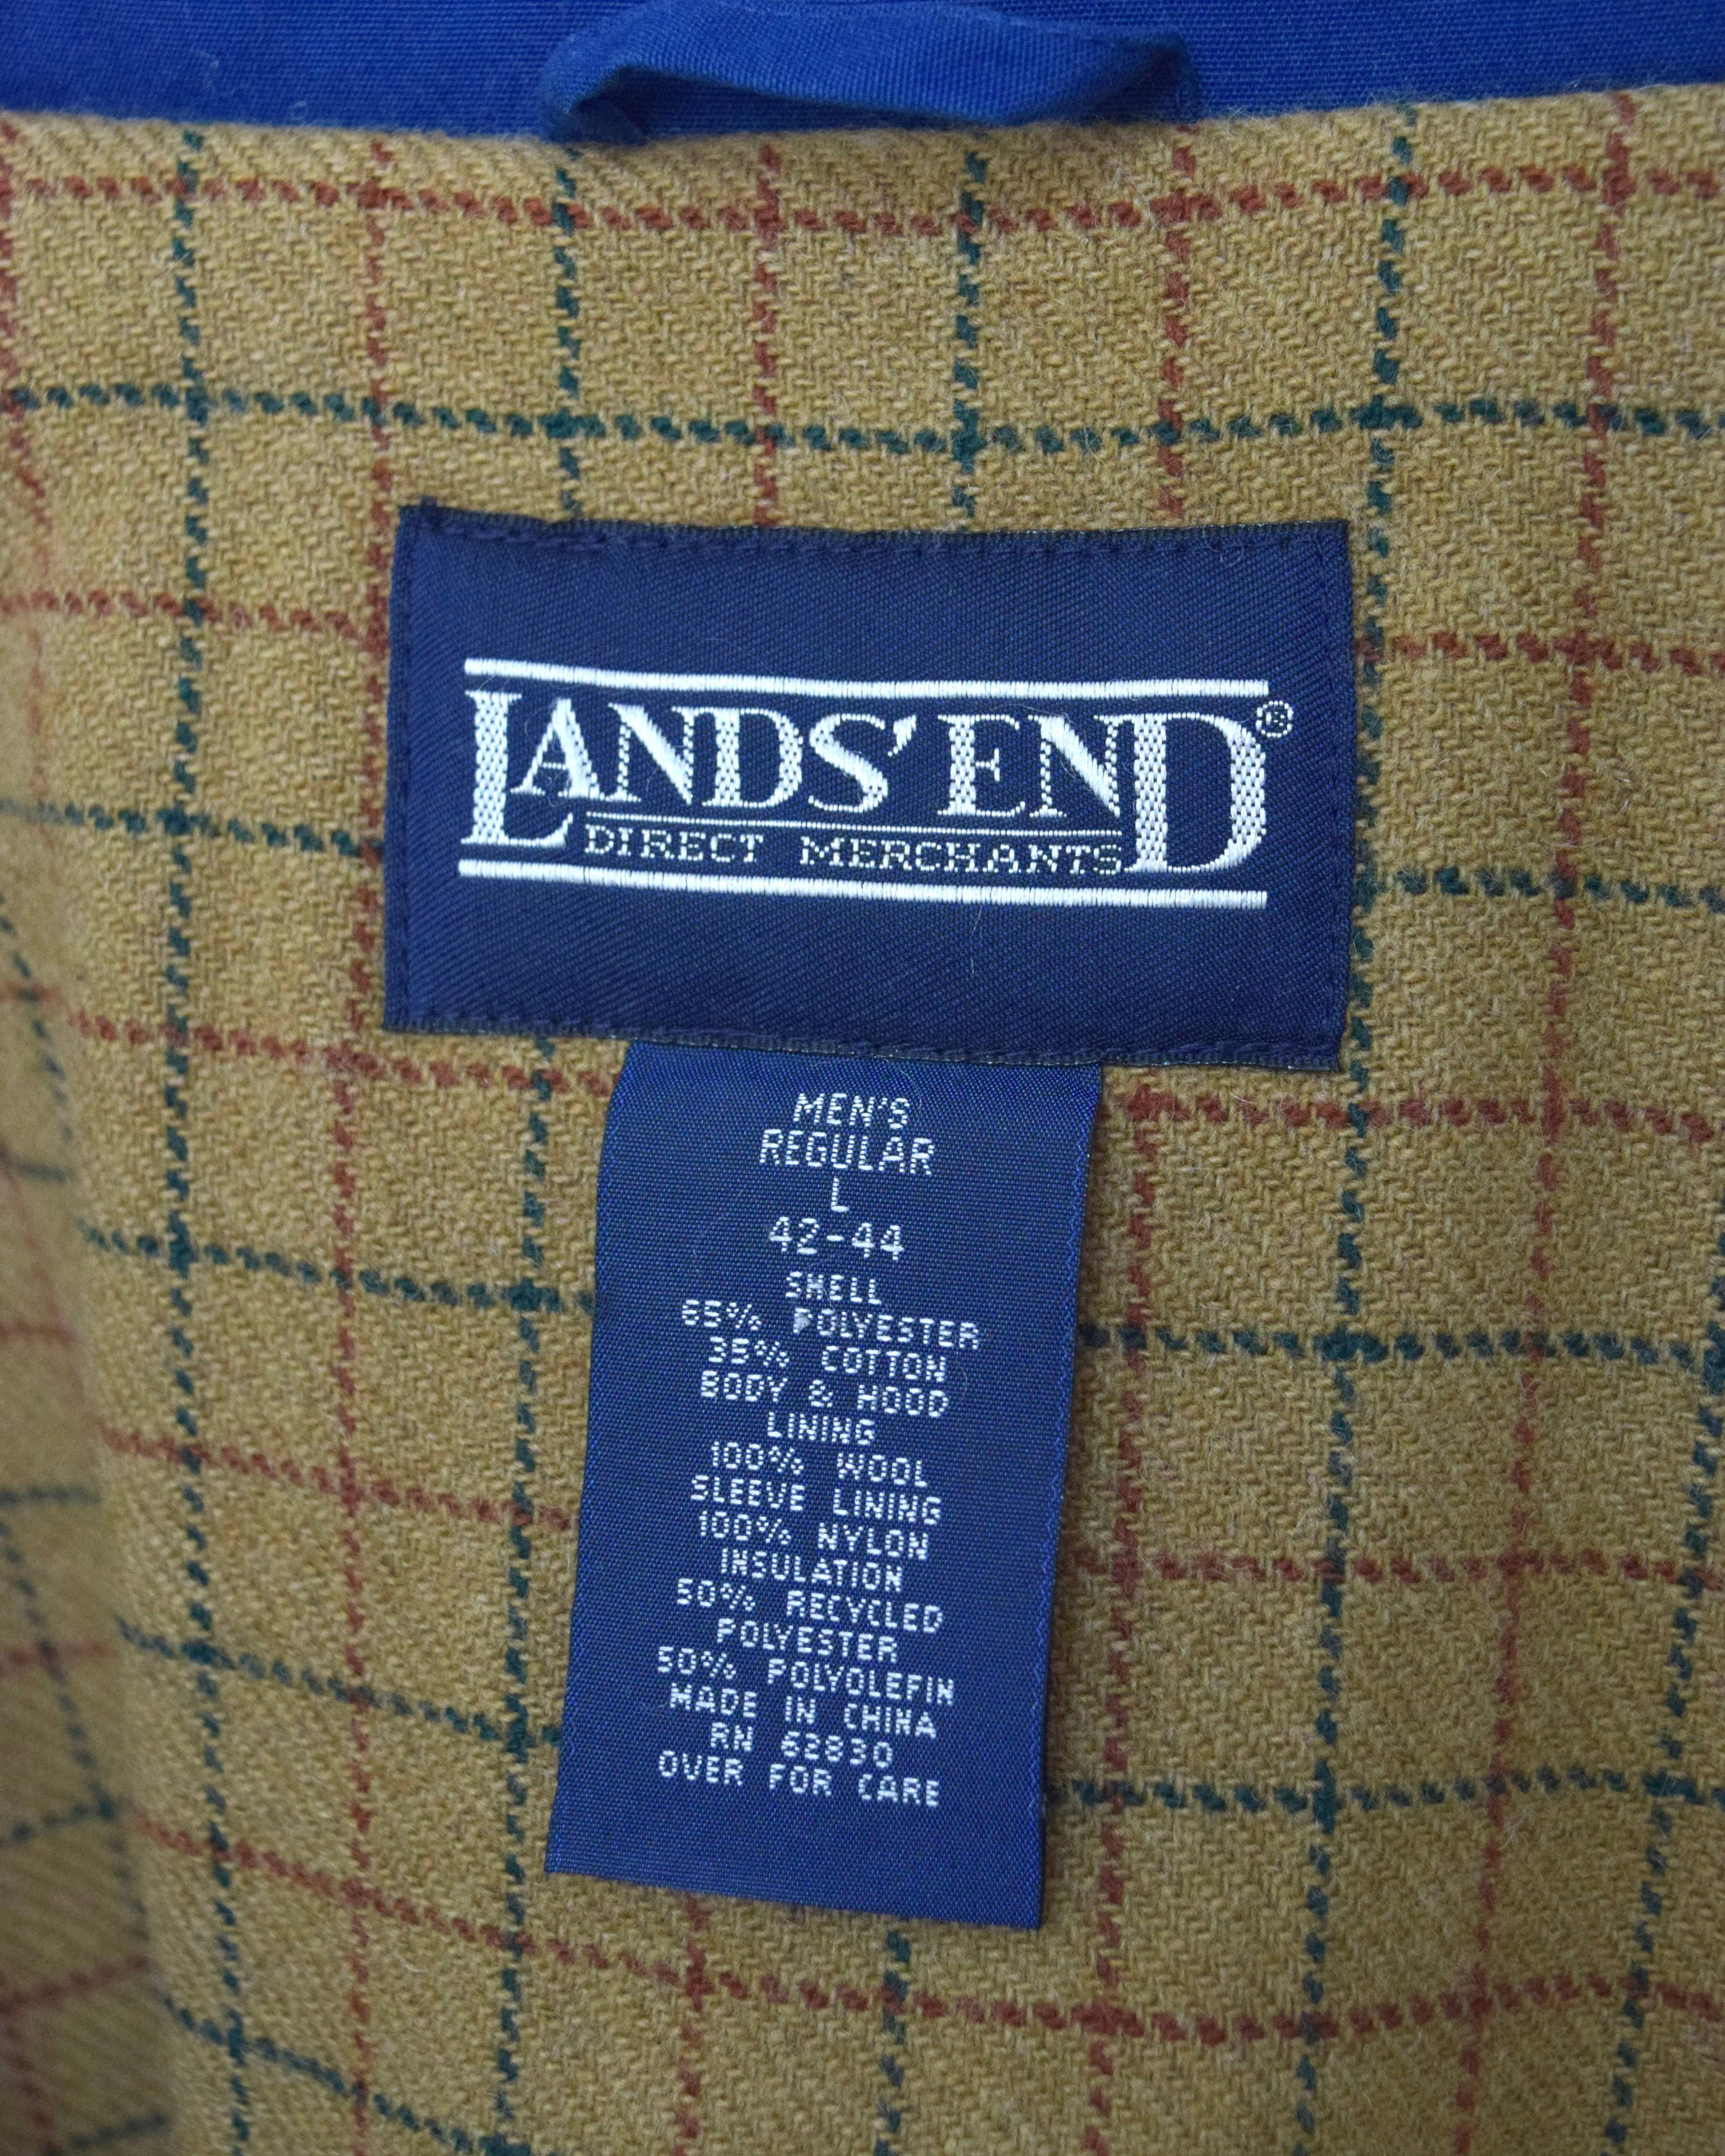 LANDS' END®
DIRECT MERCHANTS
MEN'S
REGULAR
L
42-44
SHELL
65% POLYESTER
35% COTTON
BODY & HOOD
LINING
100% WOOL
SLEEVE LINING
100% NYLON
INSULATION
50% RECYCLED
POLYESTER
50% POLYOLEFIN
MADE IN CHINA
RN 62830
OVER FOR CARE